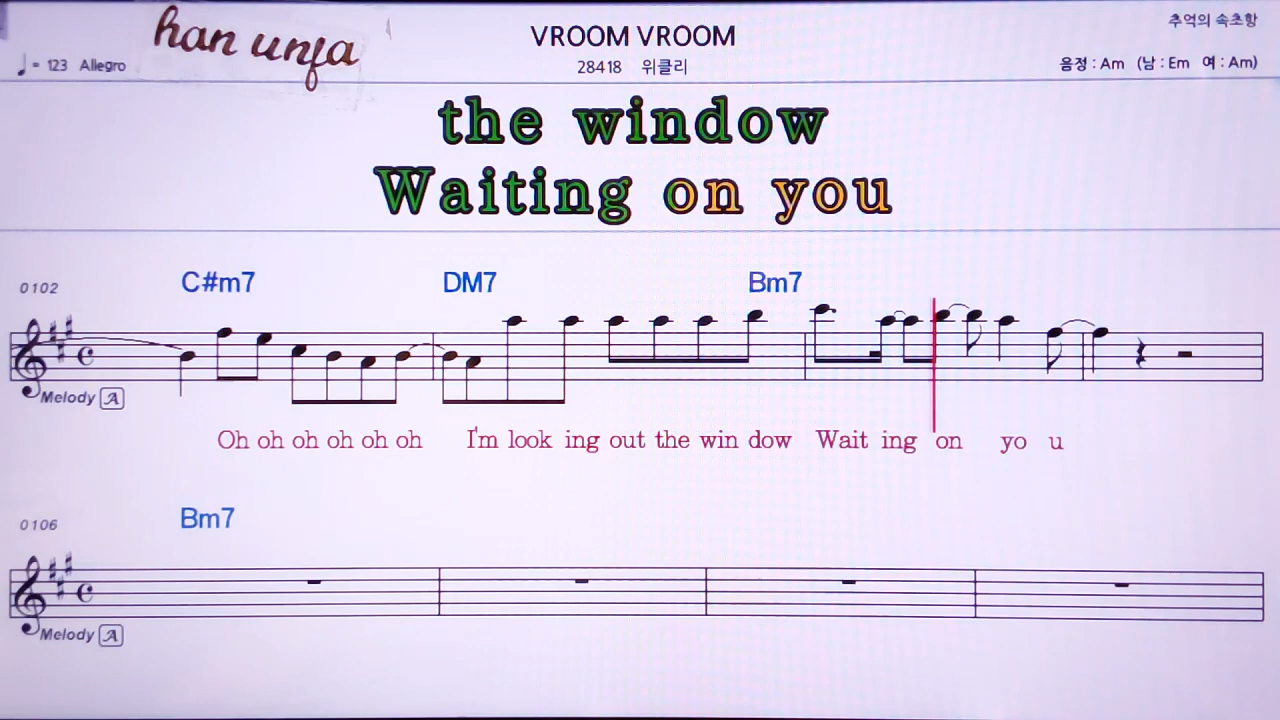 han unja
VROOM VROOM
추억의 속초항
♩= 123 Allegro
28418 위클리
음정 : Am (남 : Em 여 : Am)
the window
Waiting on you
C#m7 DM7 Bm7
0102
Melody A
Oh oh oh oh oh oh I'm look ing out the win dow Wait ing on yo u
Bm7
0106
Melody A